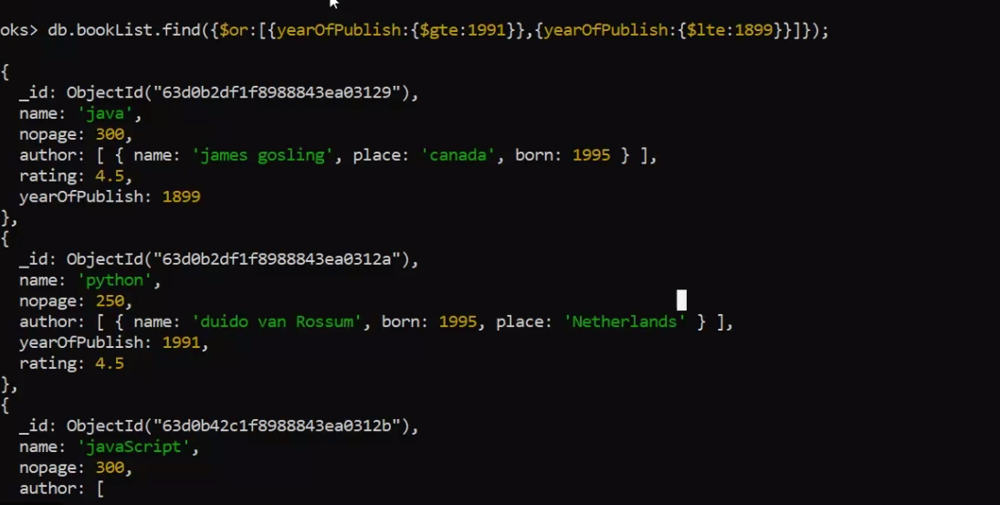 oks> db.bookList.find({$or:[{yearOfPublish:{$gte:1991}},{yearOfPublish:{$lte:1899}}]});
{
_id: ObjectId("63d0b2df1f8988843ea03129"),
name: 'java',
nopage: 300,
author: [ { name: 'james gosling', place: 'canada', born: 1995 } ],
rating: 4.5,
yearOfPublish: 1899
},
{
_id: ObjectId("63d0b2df1f8988843ea0312a"),
name: 'python',
nopage: 250,
author: [ { name: 'duido van Rossum', born: 1995, place: 'Netherlands' } ],
yearOfPublish: 1991,
rating: 4.5
},
{
_id: ObjectId("63d0b42c1f8988843ea0312b"),
name: 'javaScript',
nopage: 300,
author: [